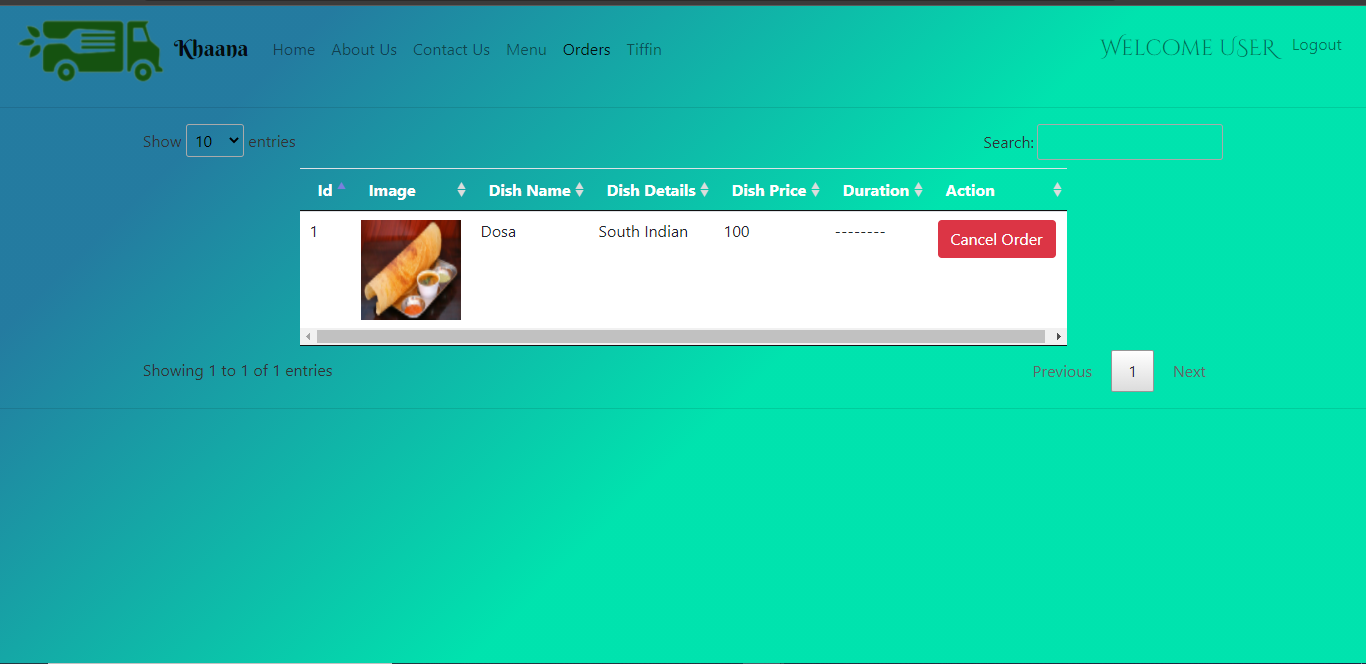 Khaana Home About Us Contact Us Menu Orders Tiffin Welcome User Logout
Show 10 entries Search:
Id Image Dish Name Dish Details Dish Price Duration Action
1 Dosa South Indian 100 -------- Cancel Order
Showing 1 to 1 of 1 entries Previous 1 Next